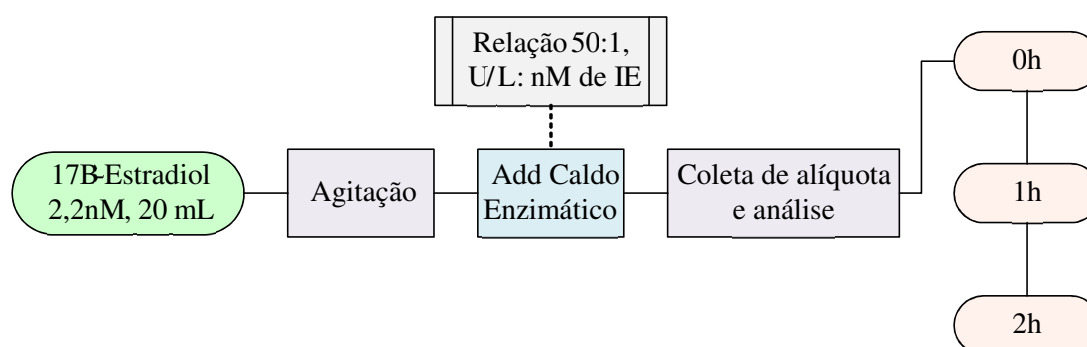 Relação 50:1,
U/L: nM de IE
0h
17B-Estradiol
2,2nM, 20 mL
Agitação
Add Caldo
Enzimático
Coleta de alíquota
e análise
1h
2h